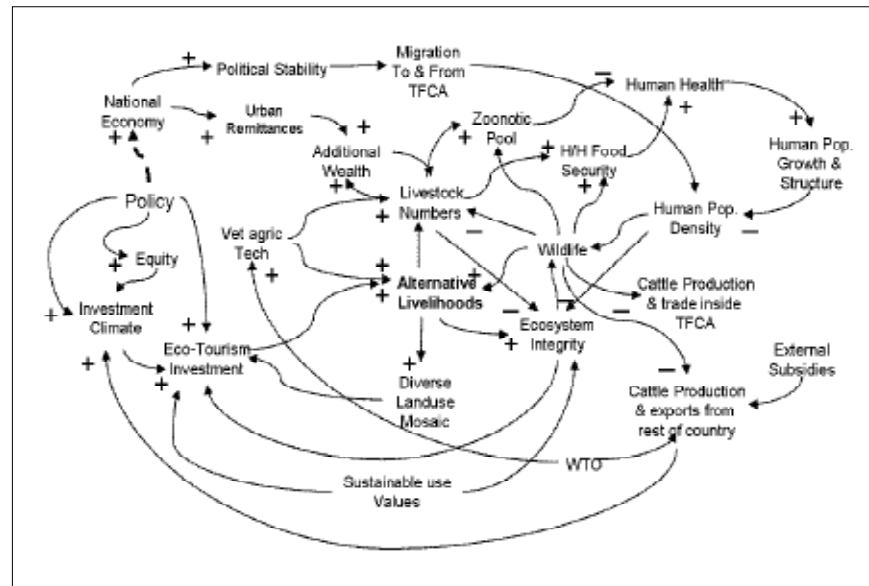 Migration
To & From
TFCA
Political Stability
Human Health
National
Economy
Urban
Remittances
Zoonotic
Pool
H/H Food
Security
Human Pop.
Growth &
Structure
Additional
Wealth
Livestock
Numbers
Policy
Human Pop.
Density
Vet agric
Tech
Wildlife
Equity
Alternative
Livelihoods
Cattle Production
& trade inside
TFCA
Investment
Climate
Ecosystem
Integrity
Eco-Tourism
Investment
External
Subsidies
Diverse
Landuse
Mosaic
Cattle Production
& exports from
rest of country
WTO
Sustainable use
Values